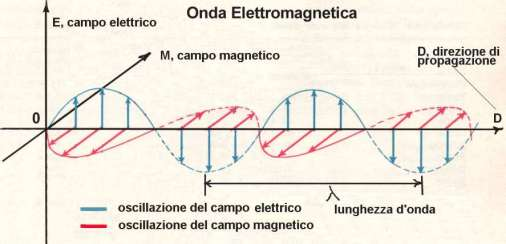 Onda Elettromagnetica
E, campo elettrico
M, campo magnetico
D, direzione di
propagazione
0
D
λ
lunghezza d'onda
oscillazione del campo elettrico
oscillazione del campo magnetico